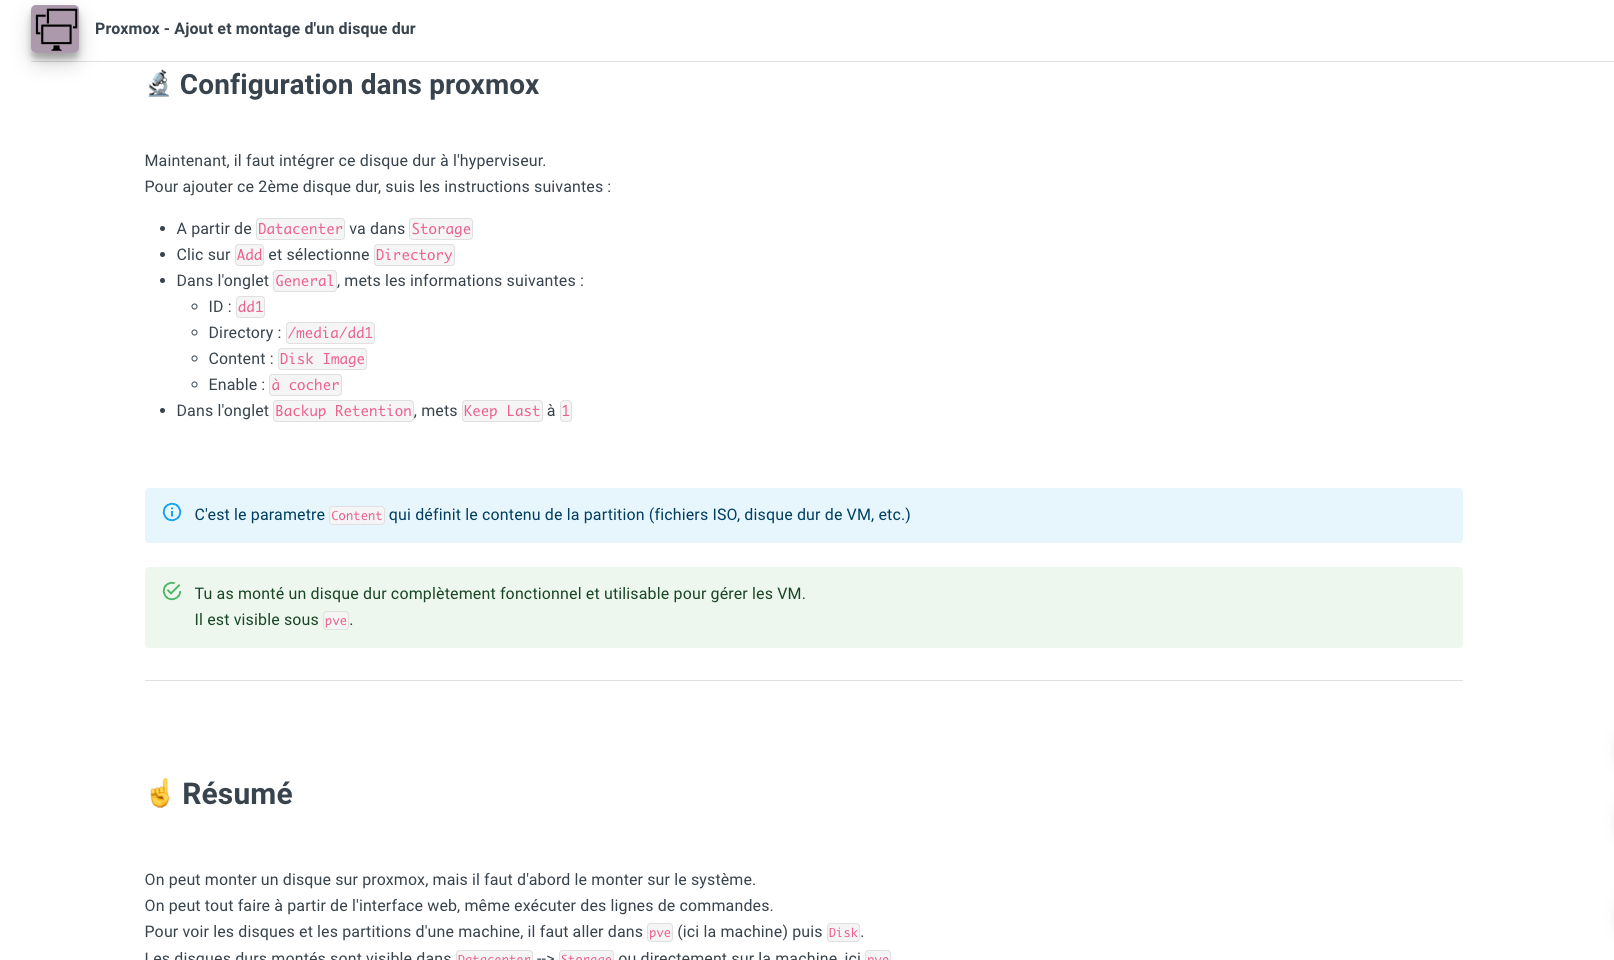 Proxmox - Ajout et montage d'un disque dur
🔬 Configuration dans proxmox
Maintenant, il faut intégrer ce disque dur à l'hyperviseur.
Pour ajouter ce 2ème disque dur, suis les instructions suivantes :
• A partir de Datacenter va dans Storage
• Clic sur Add et sélectionne Directory
• Dans l'onglet General, mets les informations suivantes :
◦ ID : dd1
◦ Directory : /media/dd1
◦ Content : Disk Image
◦ Enable : à cocher
• Dans l'onglet Backup Retention, mets Keep Last à 1
C'est le parametre Content qui définit le contenu de la partition (fichiers ISO, disque dur de VM, etc.)
Tu as monté un disque dur complètement fonctionnel et utilisable pour gérer les VM.
Il est visible sous pve.
☝️ Résumé
On peut monter un disque sur proxmox, mais il faut d'abord le monter sur le système.
On peut tout faire à partir de l'interface web, même exécuter des lignes de commandes.
Pour voir les disques et les partitions d'une machine, il faut aller dans pve (ici la machine) puis Disk.
Les disques durs montés sont visible dans Datacenter --> Storage ou directement sur la machine, ici pve